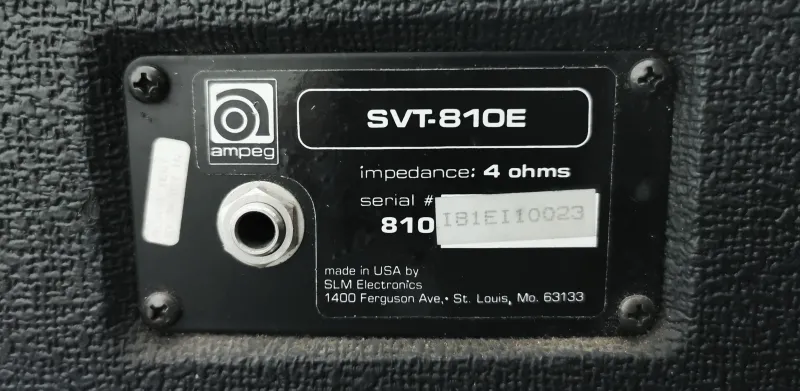 ampeg
SVT-810E
impedance: 4 ohms
serial #
810 IB1EI10023
made in USA by
SLM Electronics
1400 Ferguson Ave,• St. Louis, Mo. 63133